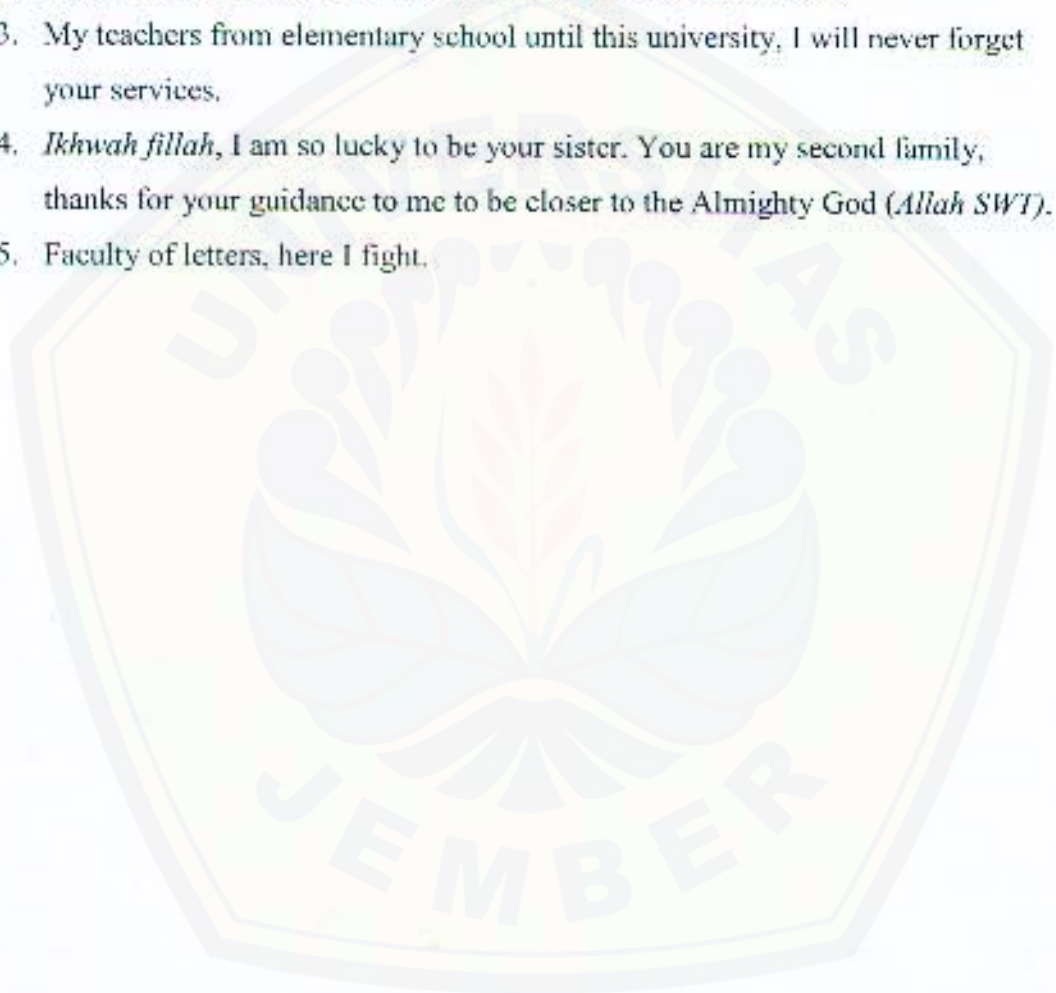 3. My teachers from elementary school until this university, I will never forget
your services.
4. Ikhwah fillah, I am so lucky to be your sister. You are my second family,
thanks for your guidance to me to be closer to the Almighty God (Allah SWT).
5. Faculty of letters, here I fight.
UNIVERSITAS
JEMBER